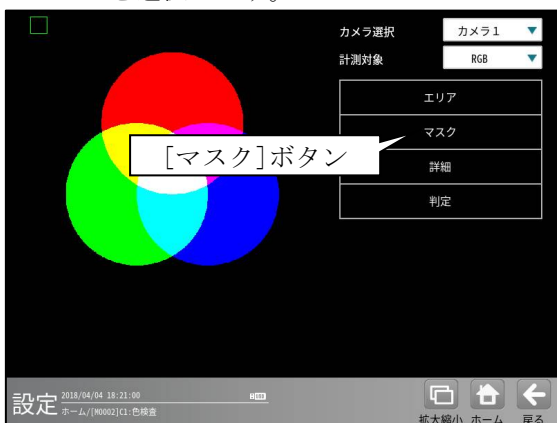 カメラ選択 カメラ1 ▼
計測対象 RGB ▼
エリア
マスク
[マスク]ボタン
詳細
判定
設定 2018/04/04 18:21:00
ホーム/[M0002]C1:色検査
拡大縮小 ホーム 戻る